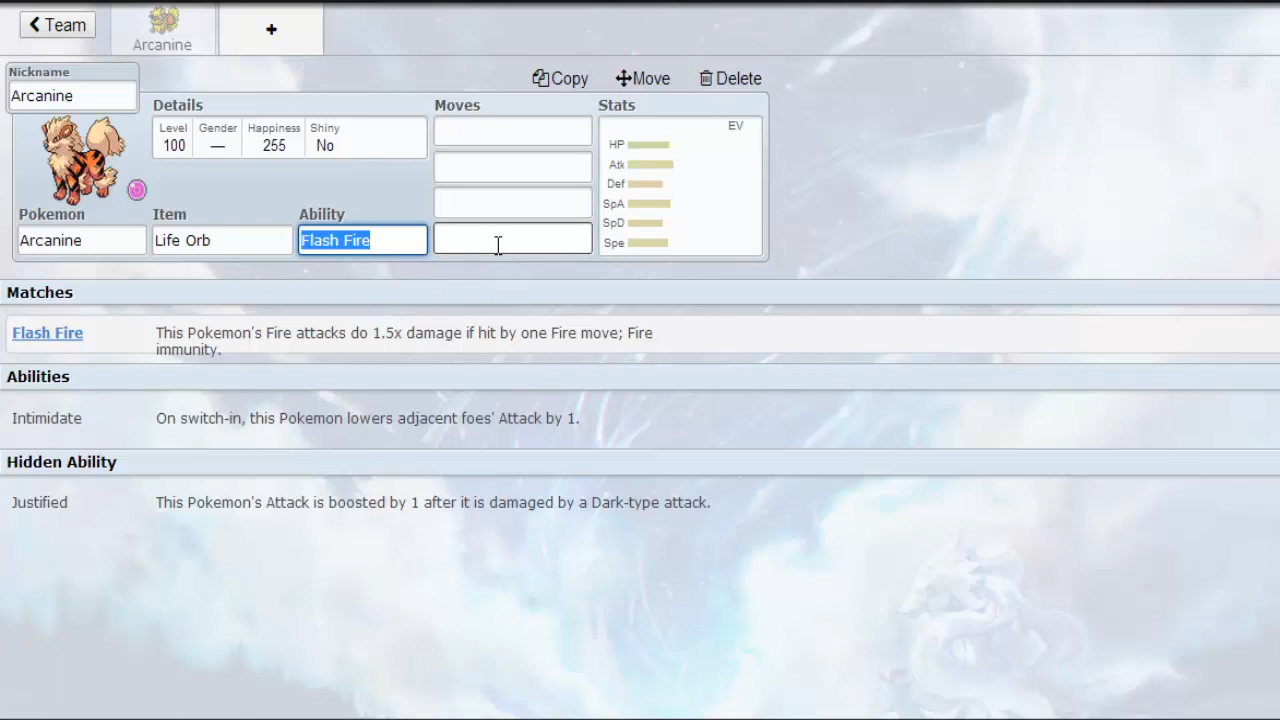 Team
Arcanine
+
Nickname
Arcanine
Copy
Move
Delete
Details
Moves
Stats
Level
Gender
Happiness
Shiny
100
—
255
No
EV
HP
Atk
Def
SpA
SpD
Spe
Pokemon
Item
Ability
Arcanine
Life Orb
Flash Fire
Matches
Flash Fire
This Pokemon's Fire attacks do 1.5x damage if hit by one Fire move; Fire
immunity.
Abilities
Intimidate
On switch-in, this Pokemon lowers adjacent foes' Attack by 1.
Hidden Ability
Justified
This Pokemon's Attack is boosted by 1 after it is damaged by a Dark-type attack.